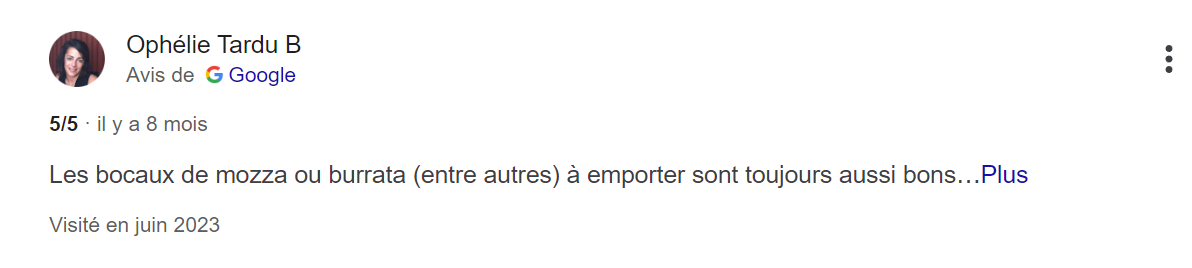 Ophélie Tardu B
Avis de Google
5/5 · il y a 8 mois
Les bocaux de mozza ou burrata (entre autres) à emporter sont toujours aussi bons…Plus
Visité en juin 2023